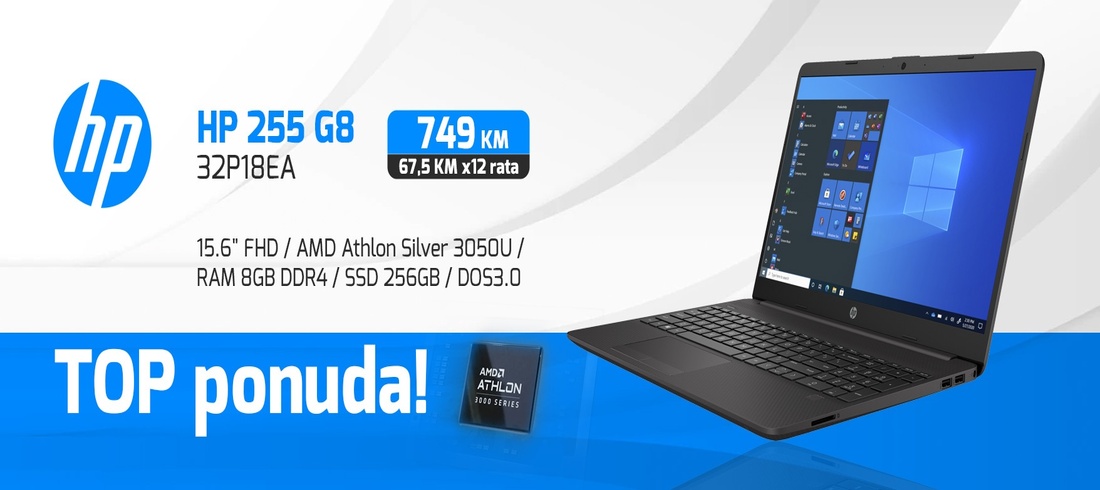 hp
HP 255 G8
32P18EA
749 KM
67,5 KM x12 rata
15.6" FHD / AMD Athlon Silver 3050U /
RAM 8GB DDR4 / SSD 256GB / DOS3.0
TOP ponuda!
AMD
ATHLON
3000 SERIES
hp